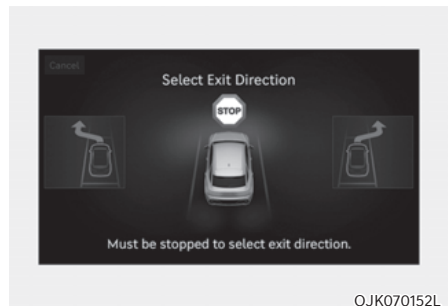 Cancel
Select Exit Direction
STOP
Must be stopped to select exit direction.
OJK070152L